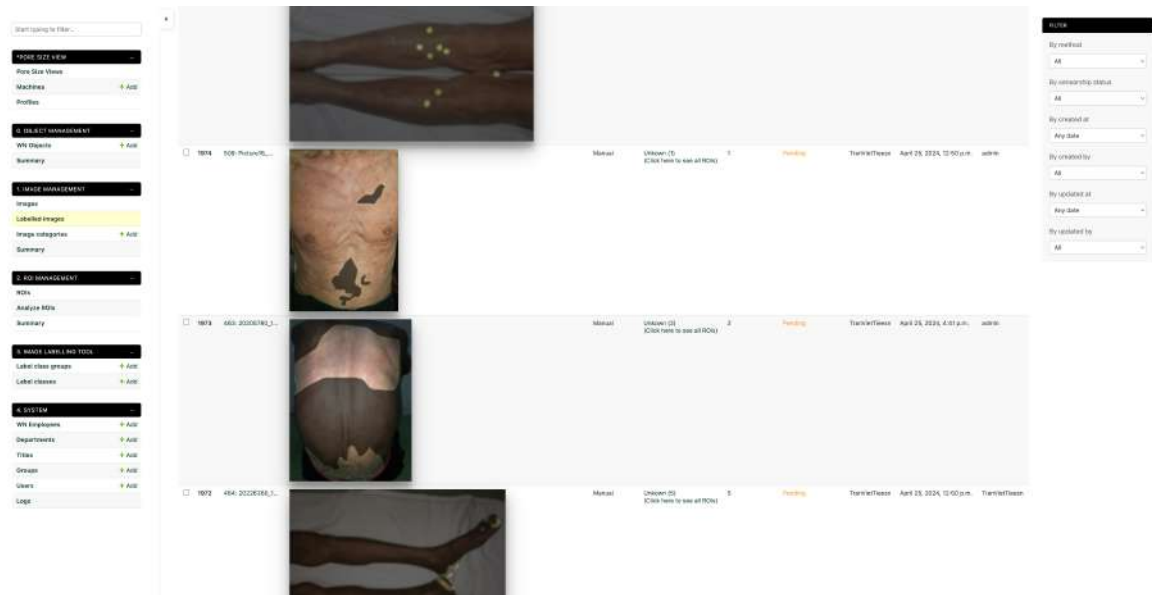 Start typing to filter...
*PORE SIZE VIEW
Pore Size Views
Machines + Add
Profiles
0. OBJECT MANAGEMENT
WN Objects + Add
Summary
1. IMAGE MANAGEMENT
Images
Labelled images
Image categories + Add
Summary
2. ROI MANAGEMENT
ROIs
Analyze ROIs
Summary
3. IMAGE LABELLING TOOL
Label class groups + Add
Label classes + Add
4. SYSTEM
WN Employees + Add
Departments + Add
Titles + Add
Groups + Add
Users + Add
Logs
1974 Manual Unkown (1) 1 Pending April 25, 2024, 12:50 p.m. admin
(Click here to see all ROIs)
1973 Manual Unkown (3) 3 Pending April 25, 2024, 4:41 p.m. admin
(Click here to see all ROIs)
1972 Manual Unkown (5) 5 Pending April 25, 2024, 12:50 p.m.
(Click here to see all ROIs)
FILTER
By method
All
By censorship status
All
By created at
Any date
By created by
All
By updated at
Any date
By updated by
All